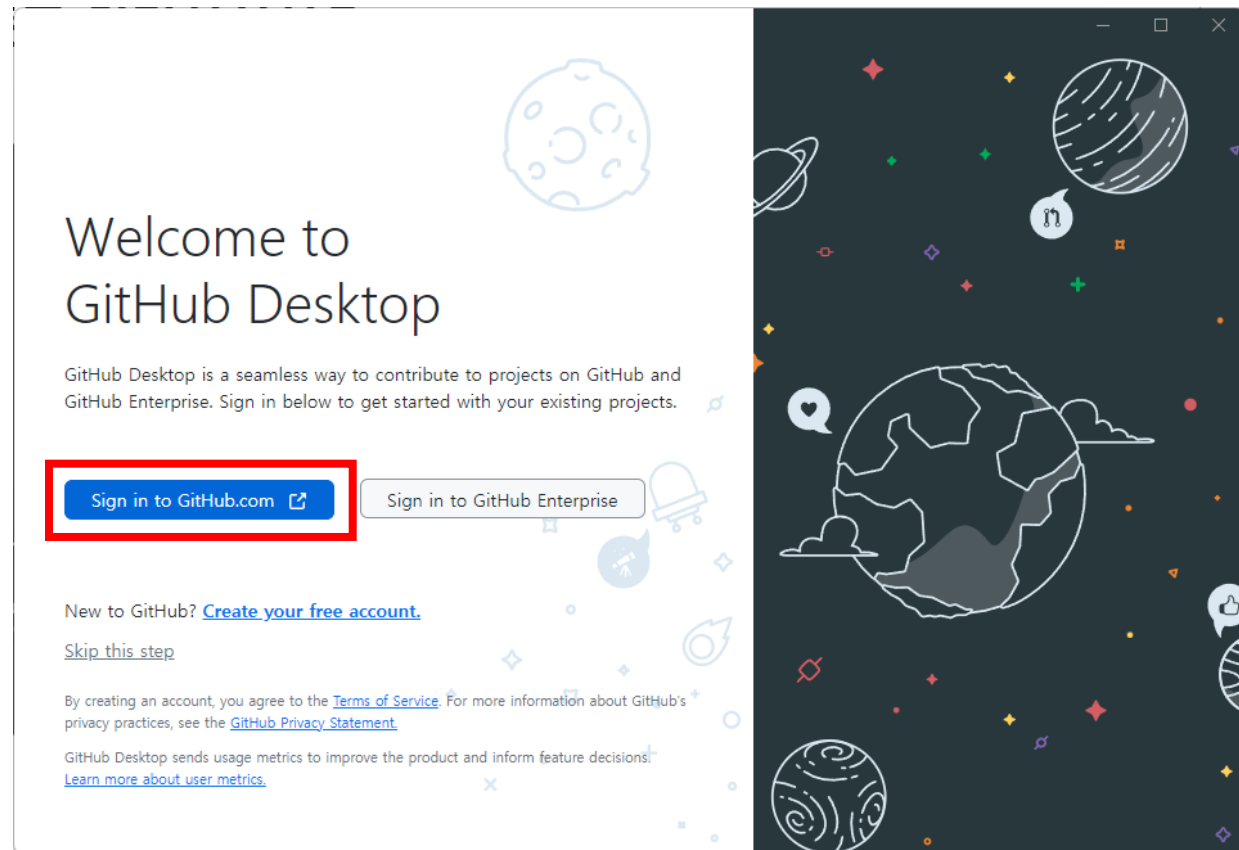 Welcome to
GitHub Desktop
GitHub Desktop is a seamless way to contribute to projects on GitHub and
GitHub Enterprise. Sign in below to get started with your existing projects.
Sign in to GitHub.com
Sign in to GitHub Enterprise
New to GitHub? Create your free account.
Skip this step
By creating an account, you agree to the Terms of Service. For more information about GitHub's
privacy practices, see the GitHub Privacy Statement.
GitHub Desktop sends usage metrics to improve the product and inform feature decisions.
Learn more about user metrics.